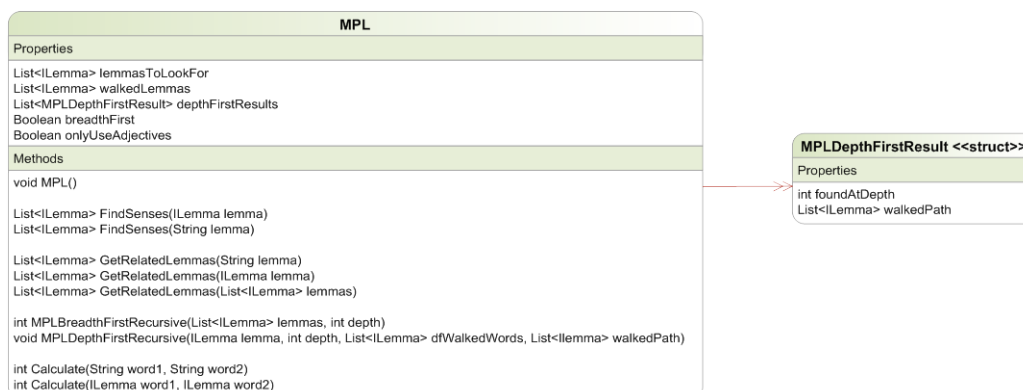 MPL
Properties
List<ILemma> lemmasToLookFor
List<ILemma> walkedLemmas
List<MPLDepthFirstResult> depthFirstResults
Boolean breadthFirst
Boolean onlyUseAdjectives
Methods
void MPL()
List<ILemma> FindSenses(ILemma lemma)
List<ILemma> FindSenses(String lemma)
List<ILemma> GetRelatedLemmas(String lemma)
List<ILemma> GetRelatedLemmas(ILemma lemma)
List<ILemma> GetRelatedLemmas(List<ILemma> lemmas)
int MPLBreadthFirstRecursive(List<ILemma> lemmas, int depth)
void MPLDepthFirstRecursive(ILemma lemma, int depth, List<ILemma> dfWalkedWords, List<Ilemma> walkedPath)
int Calculate(String word1, String word2)
int Calculate(ILemma word1, ILemma word2)
MPLDepthFirstResult <<struct>>
Properties
int foundAtDepth
List<ILemma> walkedPath